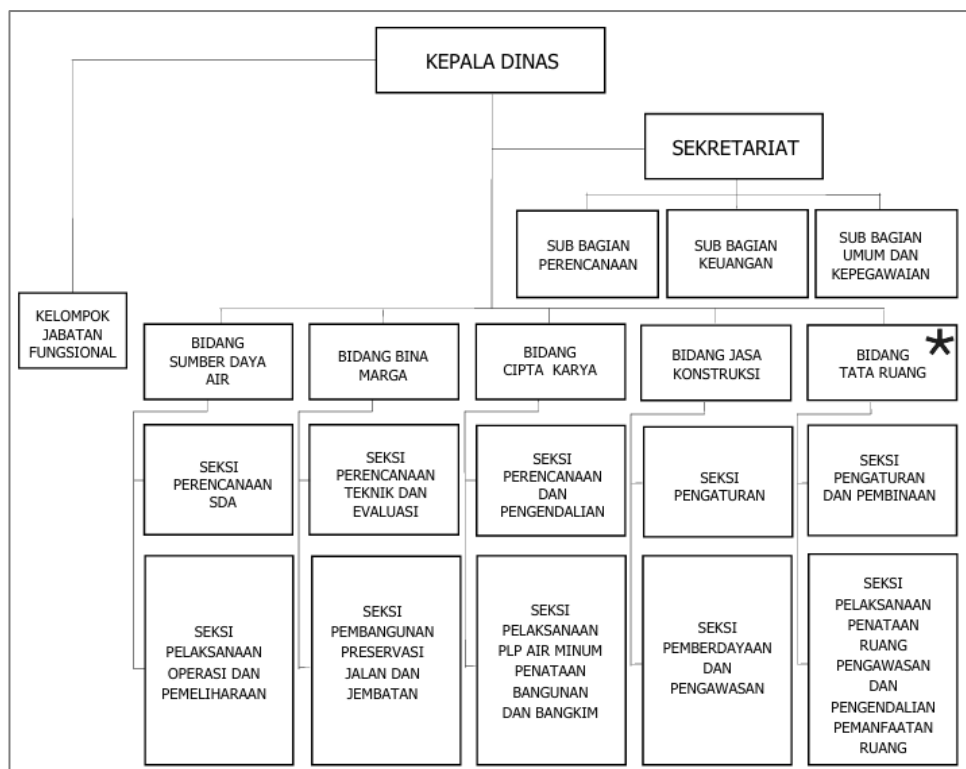 KEPALA DINAS
SEKRETARIAT
SUB BAGIAN
PERENCANAAN
SUB BAGIAN
KEUANGAN
SUB BAGIAN
UMUM DAN
KEPEGAWAIAN
KELOMPOK
JABATAN
FUNGSIONAL
BIDANG
SUMBER DAYA
AIR
BIDANG BINA
MARGA
BIDANG
CIPTA KARYA
BIDANG JASA
KONSTRUKSI
BIDANG
TATA RUANG
*
SEKSI
PERENCANAAN
SDA
SEKSI
PERENCANAAN
TEKNIK DAN
EVALUASI
SEKSI
PERENCANAAN
DAN
PENGENDALIAN
SEKSI
PENGATURAN
SEKSI
PENGATURAN
DAN PEMBINAAN
SEKSI
PELAKSANAAN
OPERASI DAN
PEMELIHARAAN
SEKSI
PEMBANGUNAN
PRESERVASI
JALAN DAN
JEMBATAN
SEKSI
PELAKSANAAN
PLP AIR MINUM
PENATAAN
BANGUNAN
DAN BANGKIM
SEKSI
PEMBERDAYAAN
DAN
PENGAWASAN
SEKSI
PELAKSANAAN
PENATAAN
RUANG
PENGAWASAN
DAN
PENGENDALIAN
PEMANFAATAN
RUANG